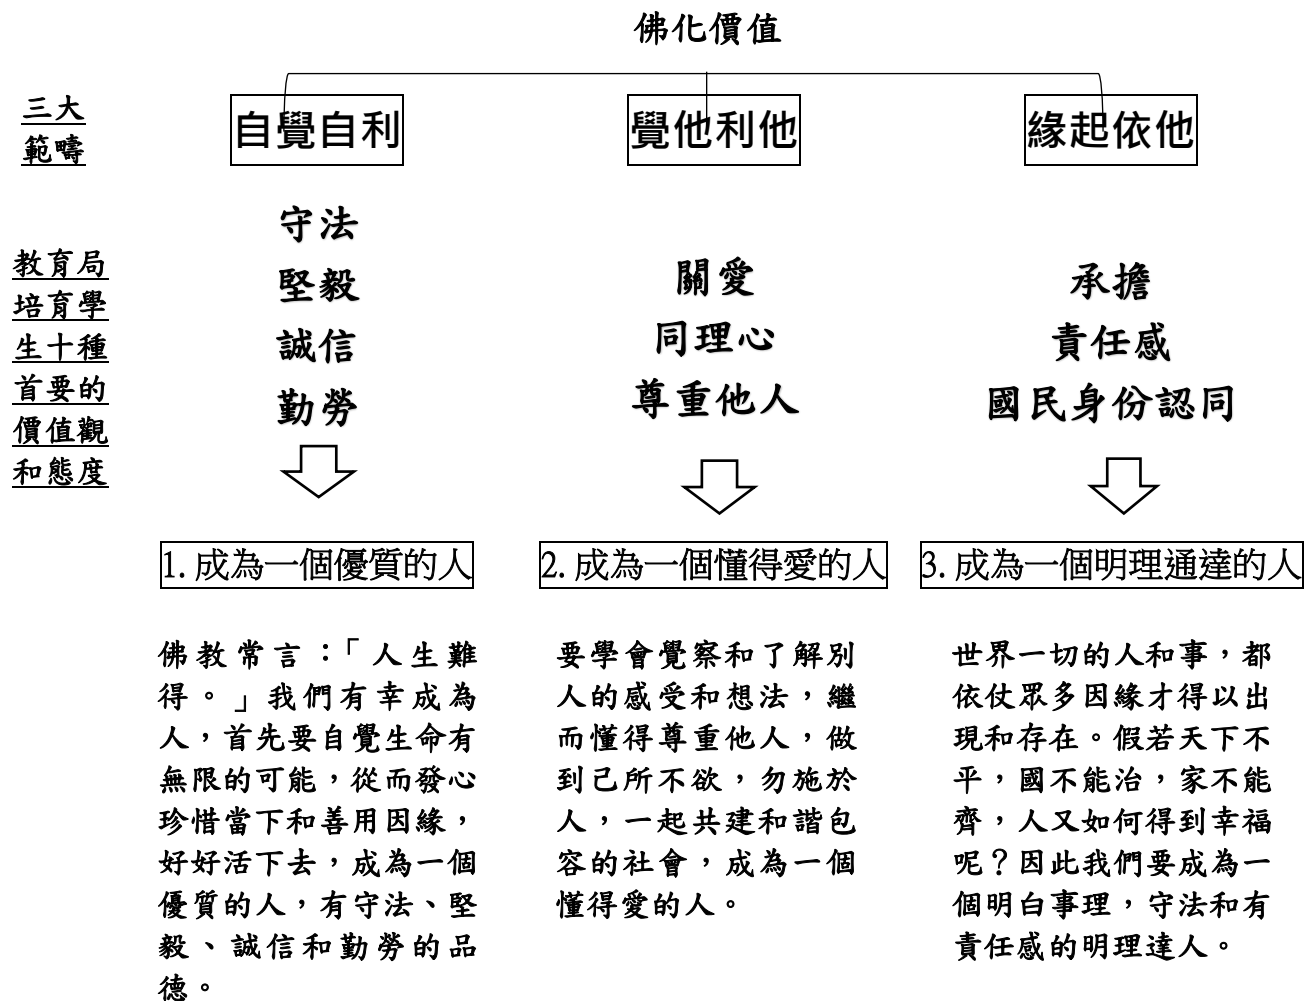 佛化價值
三大
範疇
自覺自利
覺他利他
緣起依他
教育局
培育學
生十種
首要的
價值觀
和態度
守法
堅毅
誠信
勤勞
關愛
同理心
尊重他人
承擔
責任感
國民身份認同
1. 成為一個優質的人
2. 成為一個懂得愛的人
3. 成為一個明理通達的人
佛教常言：「人生難
得。」我們有幸成為
人，首先要自覺生命有
無限的可能，從而發心
珍惜當下和善用因緣，
好好活下去，成為一個
優質的人，有守法、堅
毅、誠信和勤勞的品
德。
要學會覺察和了解別
人的感受和想法，繼
而懂得尊重他人，做
到己所不欲，勿施於
人，一起共建和諧包
容的社會，成為一個
懂得愛的人。
世界一切的人和事，都
依仗眾多因緣才得以出
現和存在。假若天下不
平，國不能治，家不能
齊，人又如何得到幸福
呢？因此我們要成為一
個明白事理，守法和有
責任感的明理達人。